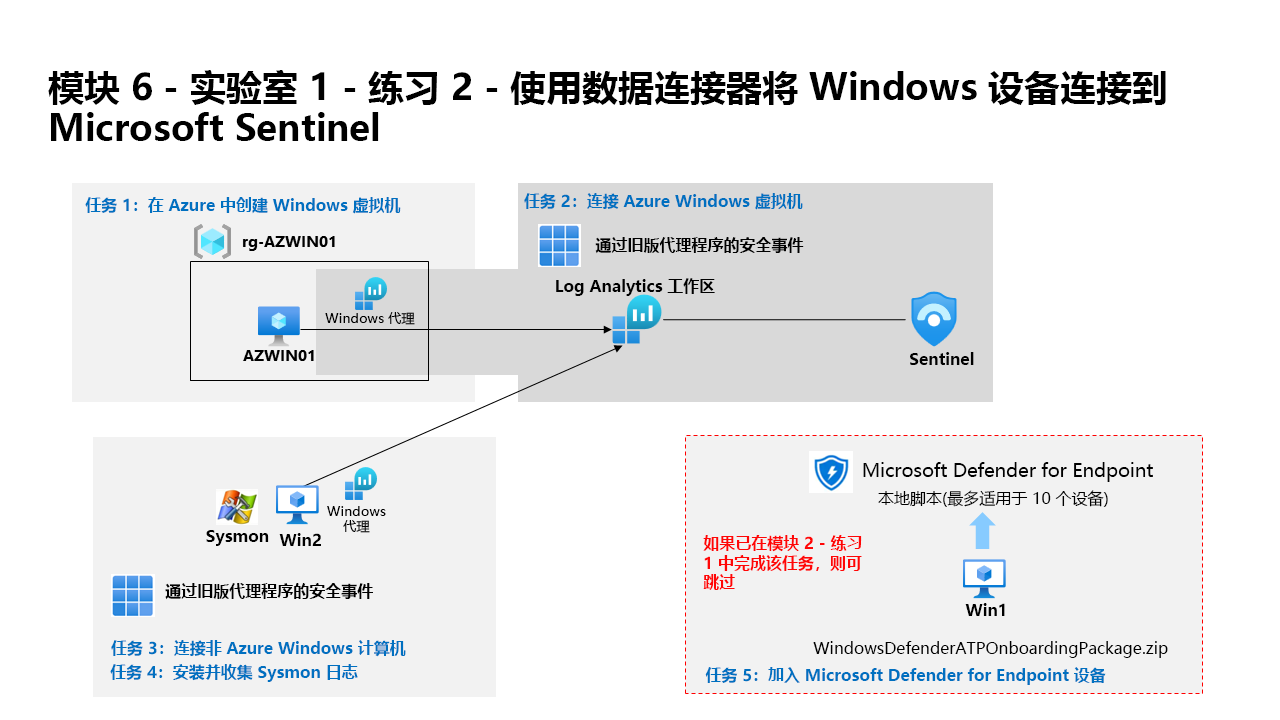 模块 6 - 实验室 1 - 练习 2 - 使用数据连接器将 Windows 设备连接到
Microsoft Sentinel
任务 1：在 Azure 中创建 Windows 虚拟机
rg-AZWIN01
Windows 代理
AZWIN01
任务 2：连接 Azure Windows 虚拟机
通过旧版代理程序的安全事件
Log Analytics 工作区
Sentinel
Sysmon
Win2
Windows
代理
通过旧版代理程序的安全事件
任务 3：连接非 Azure Windows 计算机
任务 4：安装并收集 Sysmon 日志
Microsoft Defender for Endpoint
本地脚本(最多适用于 10 个设备)
如果已在模块 2 - 练习
1 中完成该任务，则可
跳过
Win1
WindowsDefenderATPOnboardingPackage.zip
任务 5：加入 Microsoft Defender for Endpoint 设备